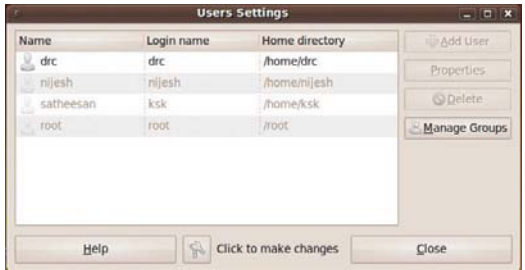 Users Settings
Name Login name Home directory
drc drc /home/drc
nijesh nijesh /home/nijesh
satheesan ksk /home/ksk
root root /root
Add User
Properties
Delete
Manage Groups
Help Click to make changes Close